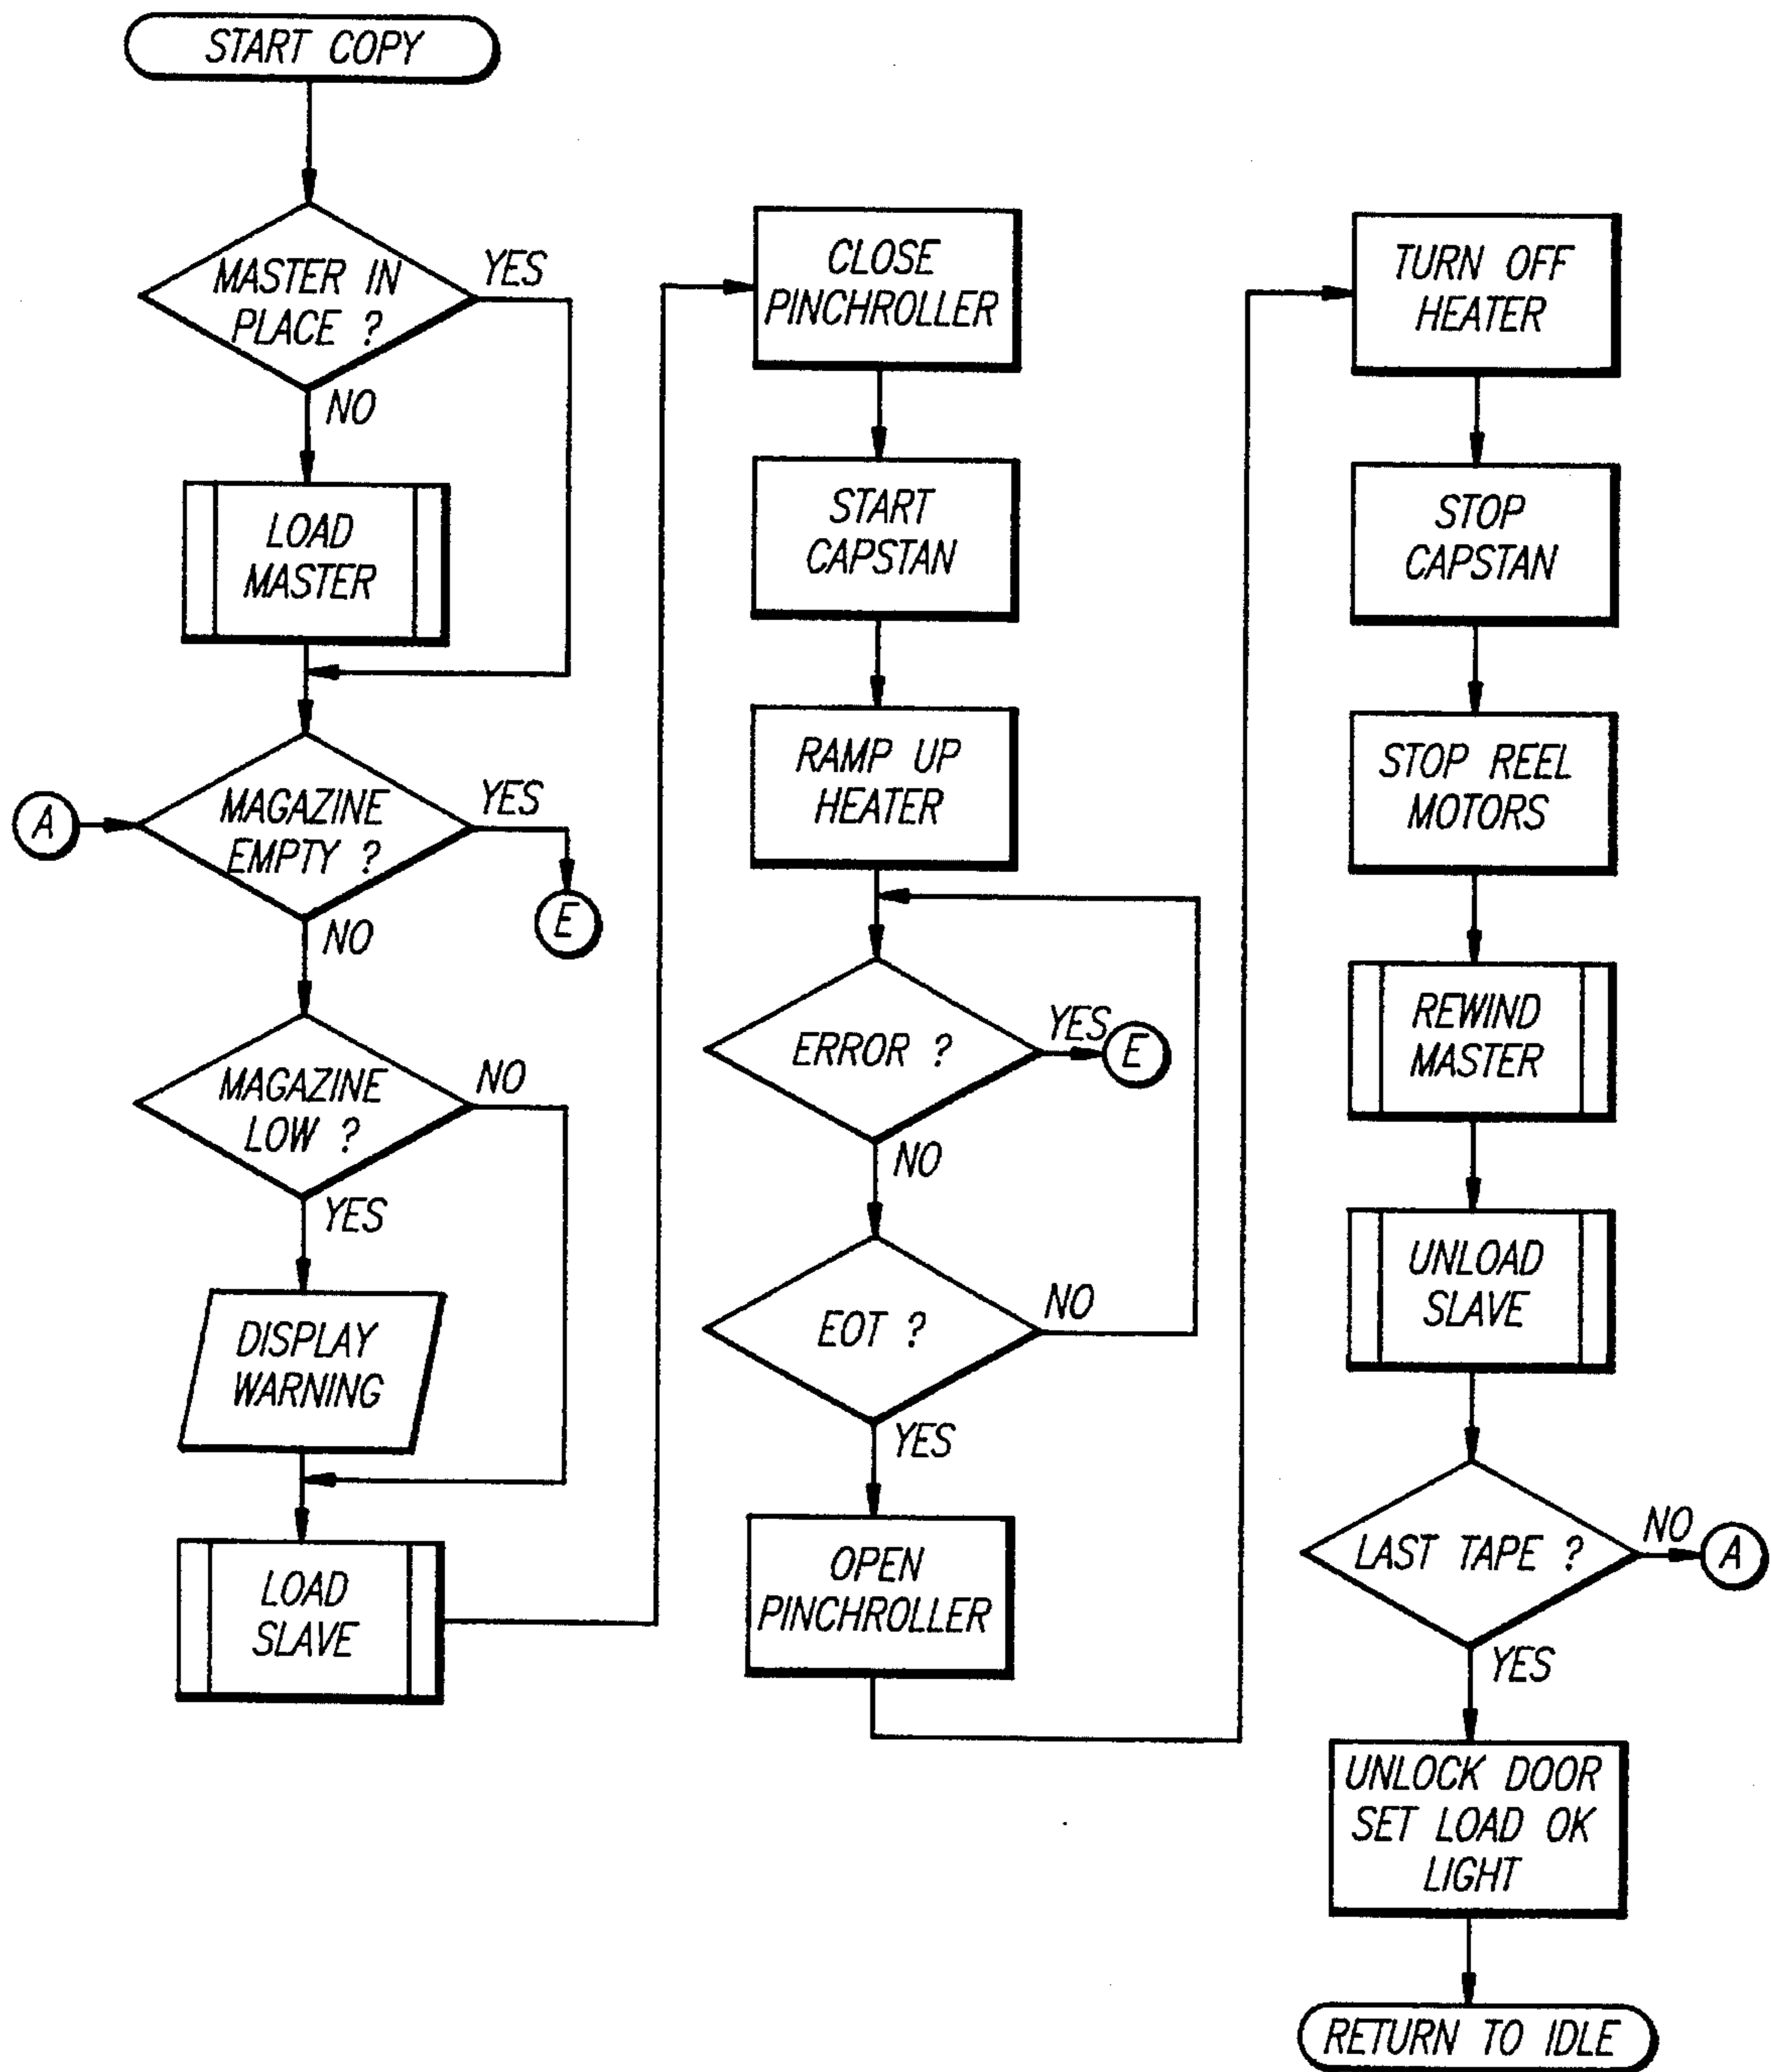 START COPY
MASTER IN
PLACE ?
YES
NO
LOAD
MASTER
A
MAGAZINE
EMPTY ?
YES
E
NO
MAGAZINE
LOW ?
NO
YES
DISPLAY
WARNING
LOAD
SLAVE
CLOSE
PINCHROLLER
START
CAPSTAN
RAMP UP
HEATER
ERROR ?
YES
E
NO
EOT ?
NO
YES
OPEN
PINCHROLLER
TURN OFF
HEATER
STOP
CAPSTAN
STOP REEL
MOTORS
REWIND
MASTER
UNLOAD
SLAVE
LAST TAPE ?
NO
A
YES
UNLOCK DOOR
SET LOAD OK
LIGHT
RETURN TO IDLE